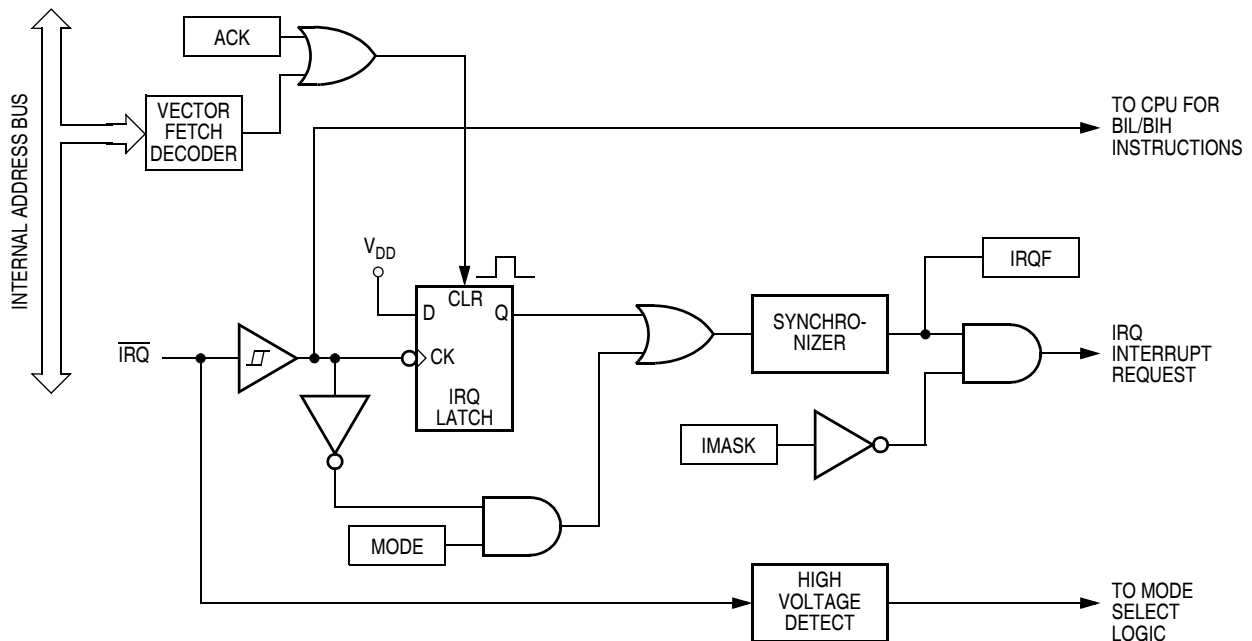 INTERNAL ADDRESS BUS
ACK
VECTOR
FETCH
DECODER
TO CPU FOR
BIL/BIH
INSTRUCTIONS
VDD
CLR
D
Q
CK
IRQ
LATCH
IRQ
SYNCHRO-
NIZER
IRQF
IRQ
INTERRUPT
REQUEST
IMASK
MODE
HIGH
VOLTAGE
DETECT
TO MODE
SELECT
LOGIC